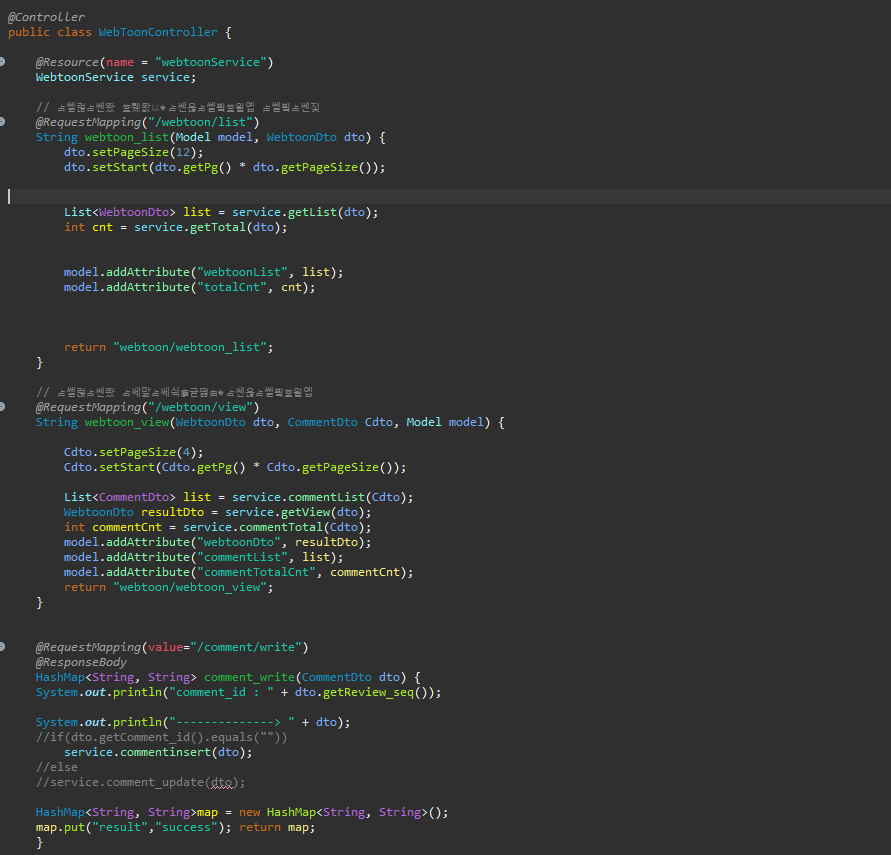 @Controller
public class WebToonController {
@Resource(name = "webtoonService")
WebtoonService service;
//
@RequestMapping("/webtoon/list")
String webtoon_list(Model model, WebtoonDto dto) {
dto.setPageSize(12);
dto.setStart(dto.getPg() * dto.getPageSize());
List<WebtoonDto> list = service.getList(dto);
int cnt = service.getTotal(dto);
model.addAttribute("webtoonList", list);
model.addAttribute("totalCnt", cnt);
return "webtoon/webtoon_list";
}
//
@RequestMapping("/webtoon/view")
String webtoon_view(WebtoonDto dto, CommentDto Cdto, Model model) {
Cdto.setPageSize(4);
Cdto.setStart(Cdto.getPg() * Cdto.getPageSize());
List<CommentDto> list = service.commentList(Cdto);
WebtoonDto resultDto = service.getView(dto);
int commentCnt = service.commentTotal(Cdto);
model.addAttribute("webtoonDto", resultDto);
model.addAttribute("commentList", list);
model.addAttribute("commentTotalCnt", commentCnt);
return "webtoon/webtoon_view";
}
@RequestMapping(value="/comment/write")
@ResponseBody
HashMap<String, String> comment_write(CommentDto dto) {
System.out.println("comment_id : " + dto.getReview_seq());
System.out.println("--------------> " + dto);
//if(dto.getComment_id().equals(""))
service.commentinsert(dto);
//else
//service.comment_update(dto);
HashMap<String, String>map = new HashMap<String, String>();
map.put("result","success"); return map;
}